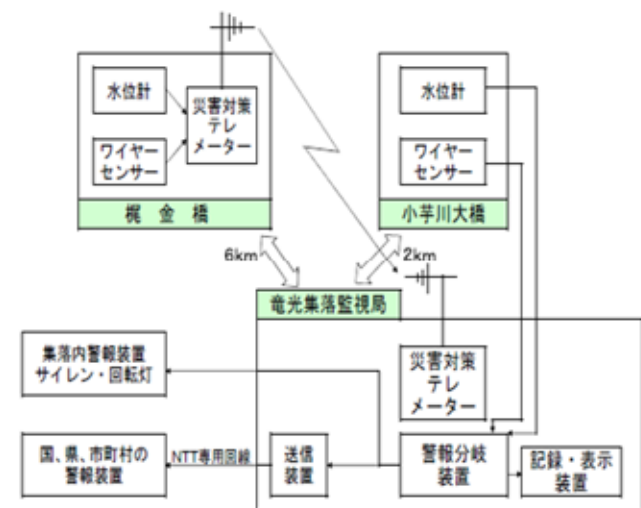 水位計
災害対策
テレ
メーター
ワイヤー
センサー
梶金橋
水位計
ワイヤー
センサー
小芋川大橋
6km
2km
竜光集落監視局
集落内警報装置
サイレン・回転灯
災害対策
テレ
メーター
国、県、市町村の
警報装置
NTT専用回線
送信
装置
警報分岐
装置
記録・表示
装置